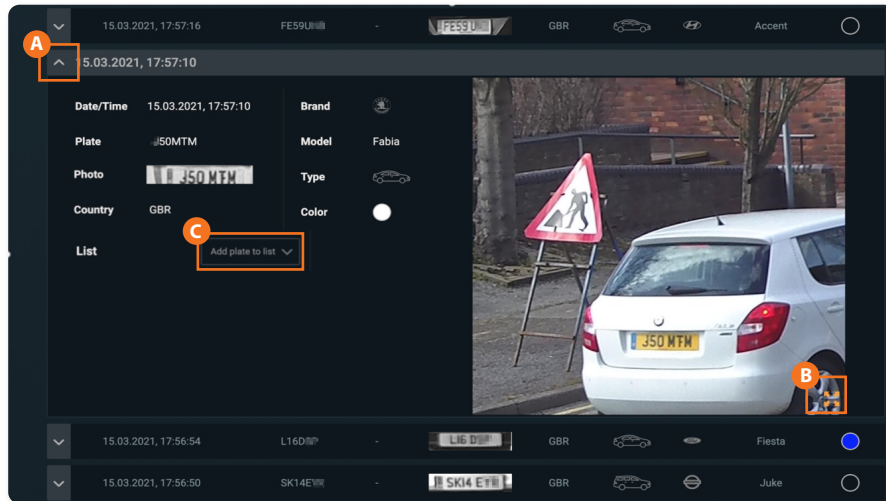 15.03.2021, 17:57:16 FE59U - FE59 U GBR Accent
A
15.03.2021, 17:57:10
Date/Time 15.03.2021, 17:57:10 Brand
Plate J50MTM Model Fabia
Photo J50 MTM Type
Country GBR Color
C
List Add plate to list
J50 MTM
B
15.03.2021, 17:56:54 L16D - L16 D GBR Fiesta
15.03.2021, 17:56:50 SK14E - SK14 E GBR Juke